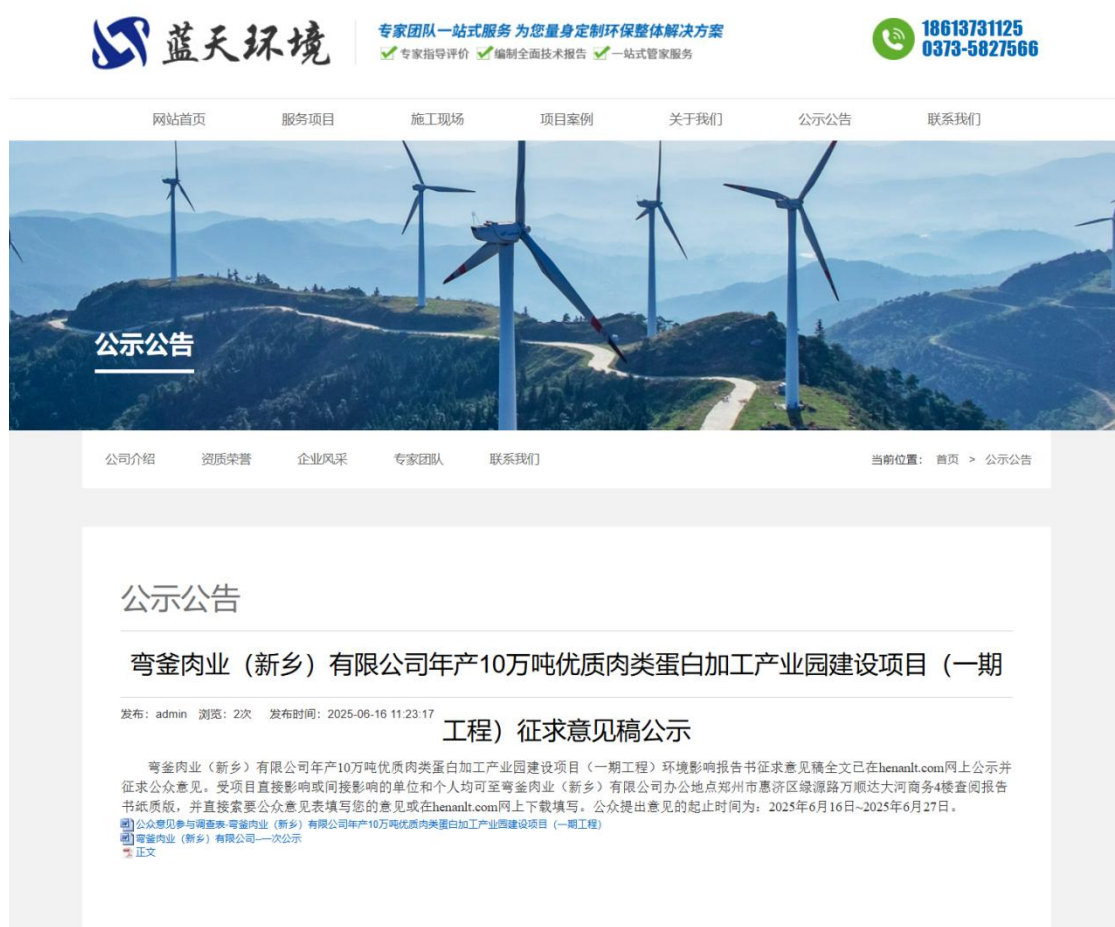 蓝天环境
专家团队一站式服务 为您量身定制环保整体解决方案
专家指导评价 编制全面技术报告 一站式管家服务
18613731125
0373-5827566
网站首页 服务项目 施工现场 项目案例 关于我们 公示公告 联系我们
公示公告
公司介绍 资质荣誉 企业风采 专家团队 联系我们 当前位置： 首页 > 公示公告
公示公告
弯釜肉业（新乡）有限公司年产10万吨优质肉类蛋白加工产业园建设项目（一期
发布：admin 浏览：2次 发布时间：2025-06-16 11:23:17
工程）征求意见稿公示
弯釜肉业（新乡）有限公司年产10万吨优质肉类蛋白加工产业园建设项目（一期工程）环境影响报告书征求意见稿全文已在henanlt.com网上公示并
征求公众意见。受项目直接影响或间接影响的单位和个人均可至弯釜肉业（新乡）有限公司办公地点郑州市惠济区绿源路万顺达大河商务4楼查阅报告
书纸质版，并直接索要公众意见表填写您的意见或在henanlt.com网上下载填写。公众提出意见的起止时间为：2025年6月16日~2025年6月27日。
公众意见参与调查表-弯釜肉业（新乡）有限公司年产10万吨优质肉类蛋白加工产业园建设项目（一期工程）
弯釜肉业（新乡）有限公司-一次公示
正文